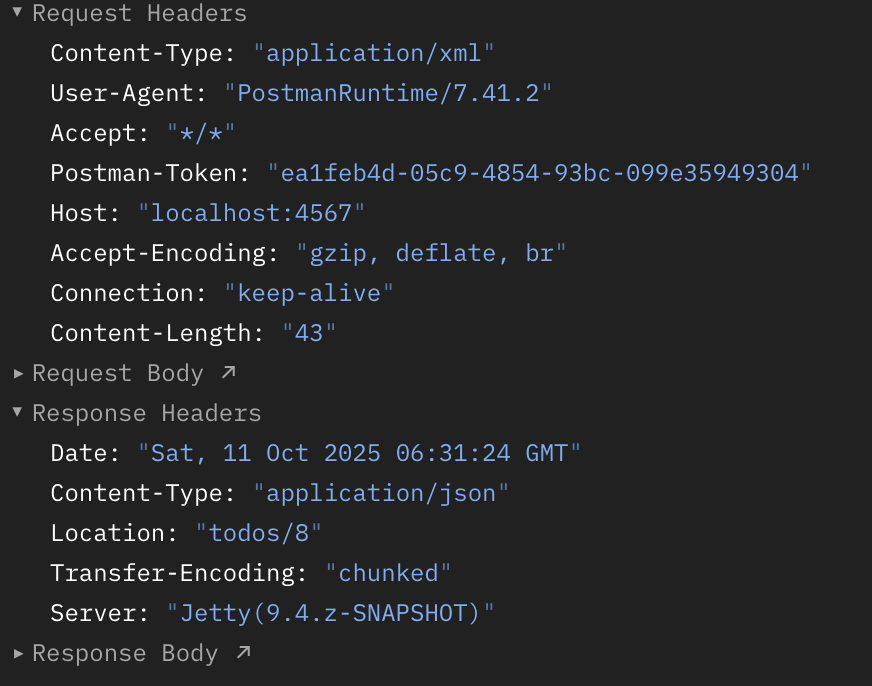 Request Headers
Content-Type: "application/xml"
User-Agent: "PostmanRuntime/7.41.2"
Accept: "*/*"
Postman-Token: "ea1feb4d-05c9-4854-93bc-099e35949304"
Host: "localhost:4567"
Accept-Encoding: "gzip, deflate, br"
Connection: "keep-alive"
Content-Length: "43"
Request Body ↗
Response Headers
Date: "Sat, 11 Oct 2025 06:31:24 GMT"
Content-Type: "application/json"
Location: "todos/8"
Transfer-Encoding: "chunked"
Server: "Jetty(9.4.z-SNAPSHOT)"
Response Body ↗